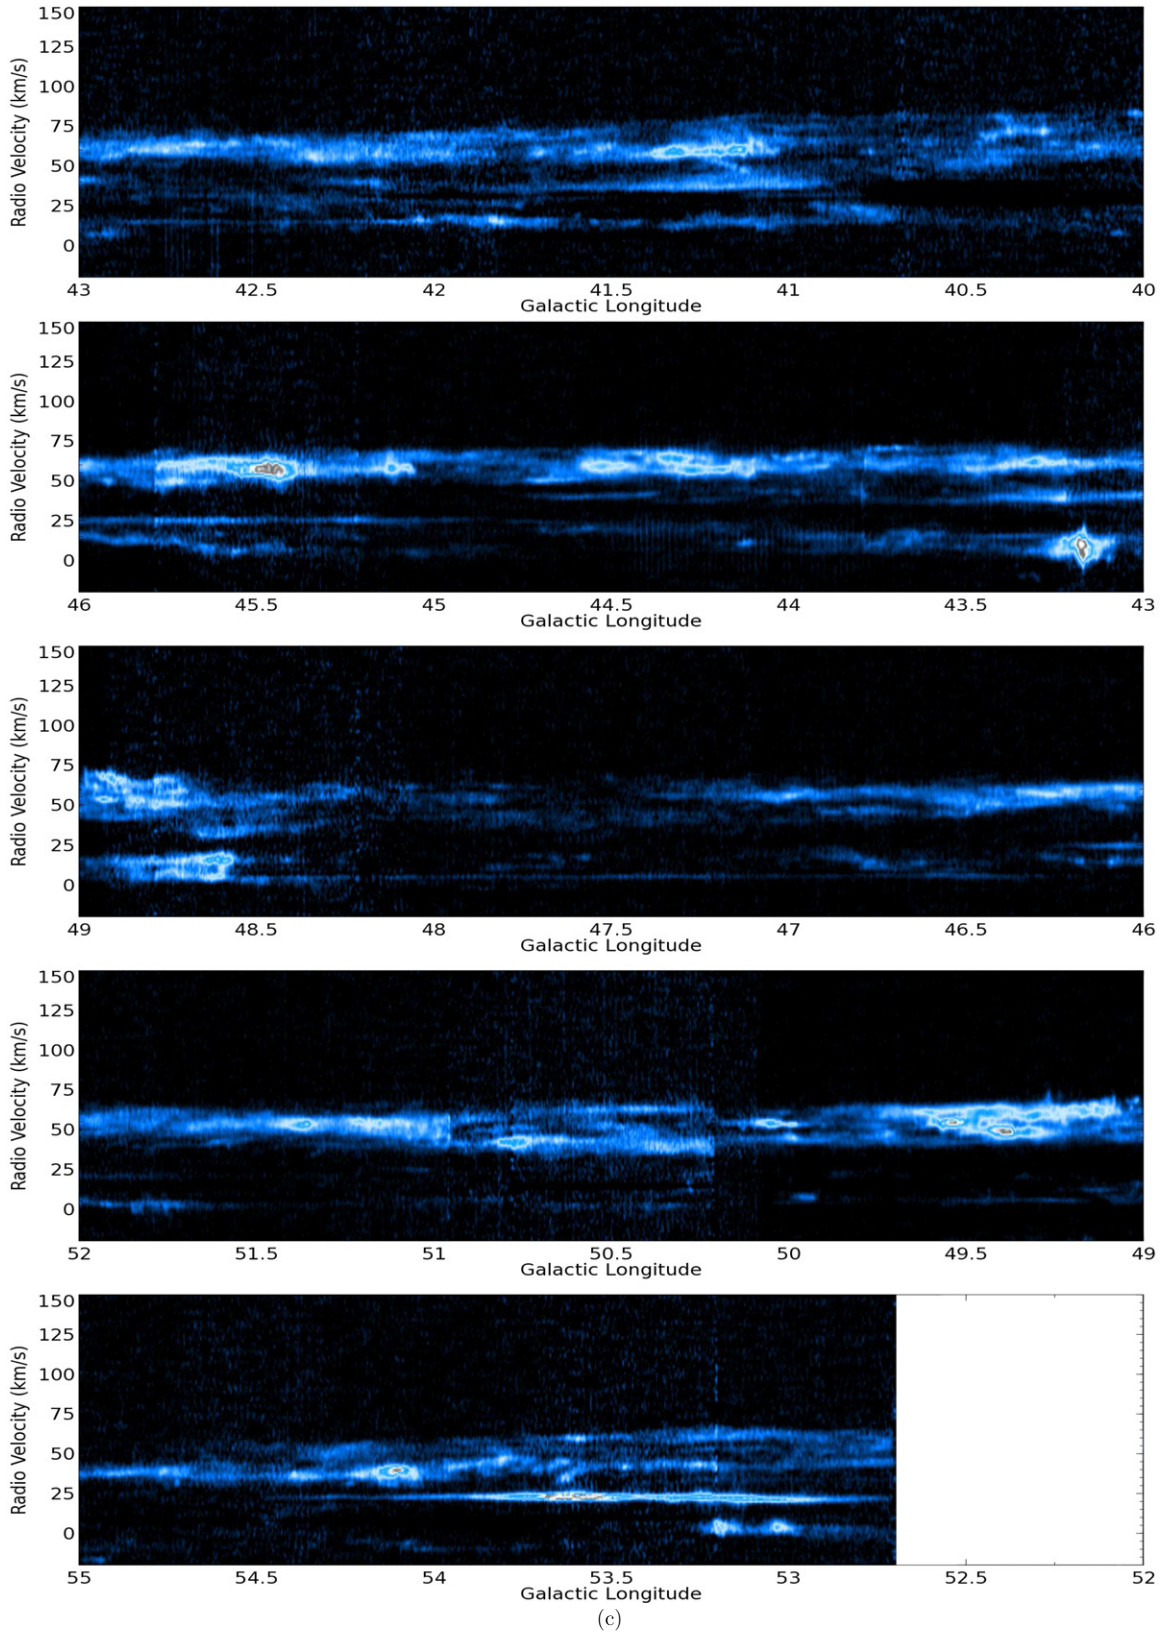 150
125
100
75
50
25
0
Radio Velocity (km/s)
43 42.5 42 41.5 41 40.5 40
Galactic Longitude
150
125
100
75
50
25
0
Radio Velocity (km/s)
46 45.5 45 44.5 44 43.5 43
Galactic Longitude
150
125
100
75
50
25
0
Radio Velocity (km/s)
49 48.5 48 47.5 47 46.5 46
Galactic Longitude
150
125
100
75
50
25
0
Radio Velocity (km/s)
52 51.5 51 50.5 50 49.5 49
Galactic Longitude
150
125
100
75
50
25
0
Radio Velocity (km/s)
55 54.5 54 53.5 53 52.5 52
Galactic Longitude
(c)